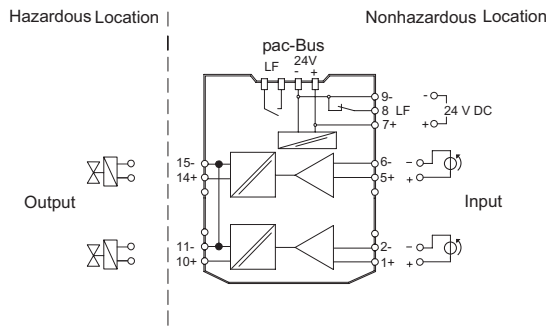 Hazardous Location
Nonhazardous Location
pac-Bus
LF 24V
- +
9-
8 LF
7+
-
+
24 V DC
15-
14+
6-
5+
-
+
Output
Input
11-
10+
2-
1+
-
+